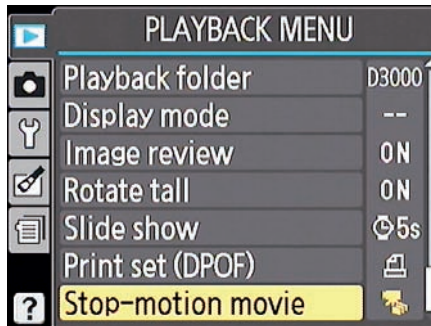 PLAYBACK MENU
Playback folder D3000
Display mode --
Image review ON
Rotate tall ON
Slide show 5s
Print set (DPOF)
Stop-motion movie
?